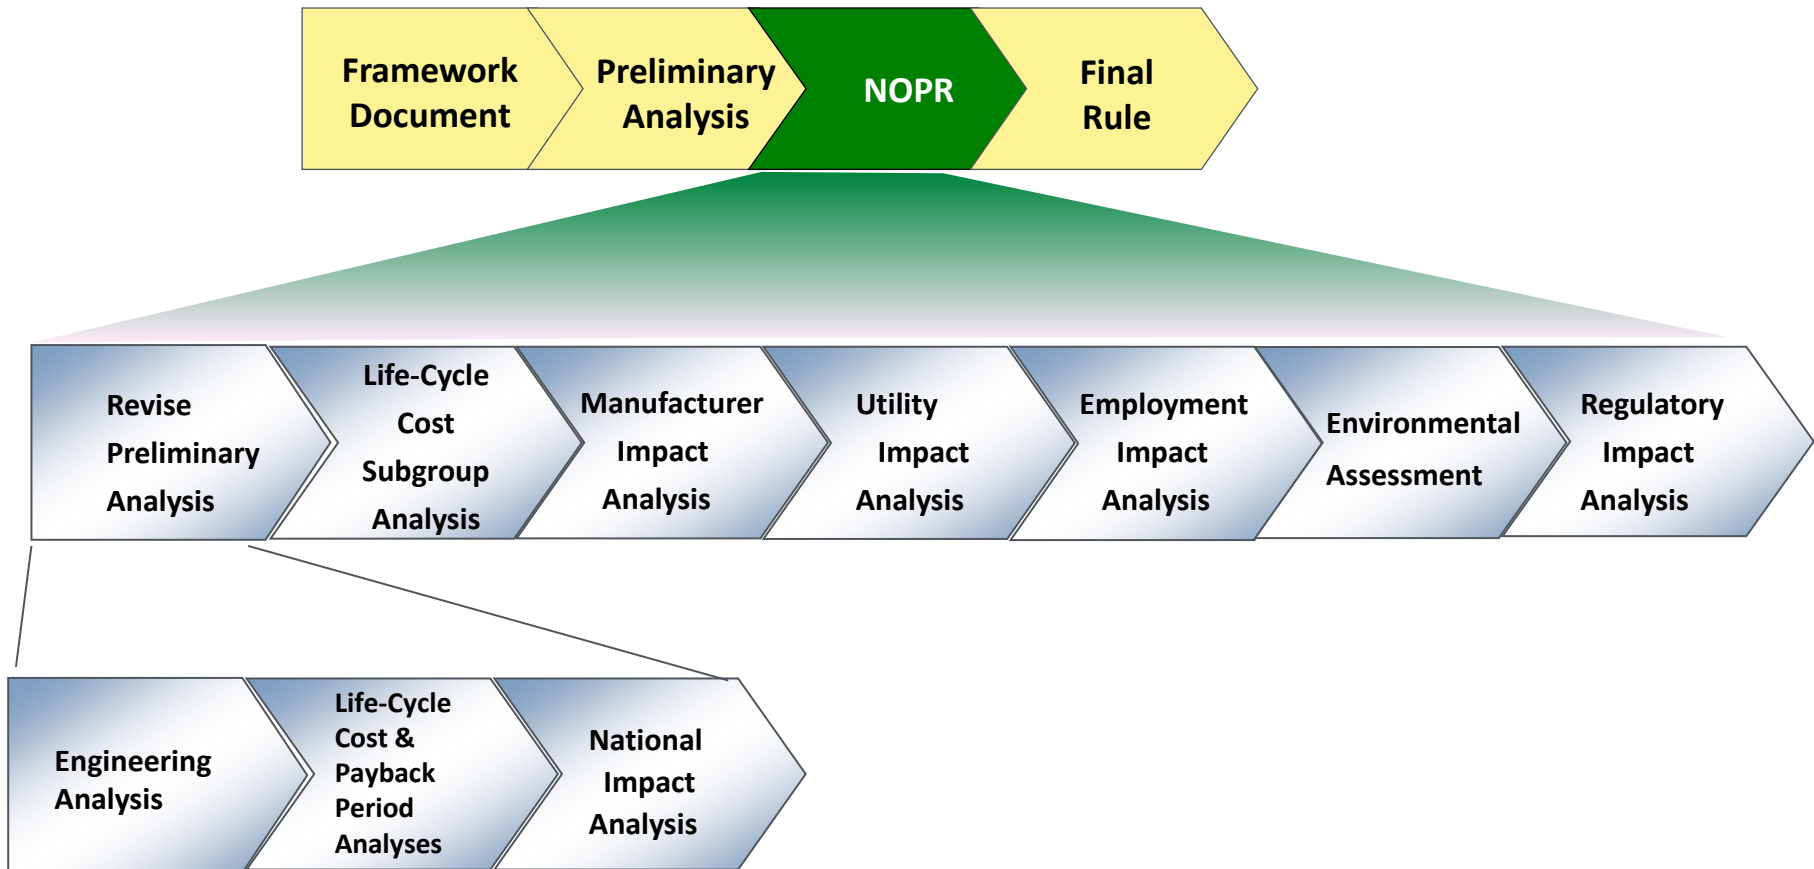 Framework
Document
Preliminary
Analysis
NOPR
Final
Rule
Revise
Preliminary
Analysis
Life-Cycle
Cost
Subgroup
Analysis
Manufacturer
Impact
Analysis
Utility
Impact
Analysis
Employment
Impact
Analysis
Environmental
Assessment
Regulatory
Impact
Analysis
Engineering
Analysis
Life-Cycle
Cost &
Payback
Period
Analyses
National
Impact
Analysis